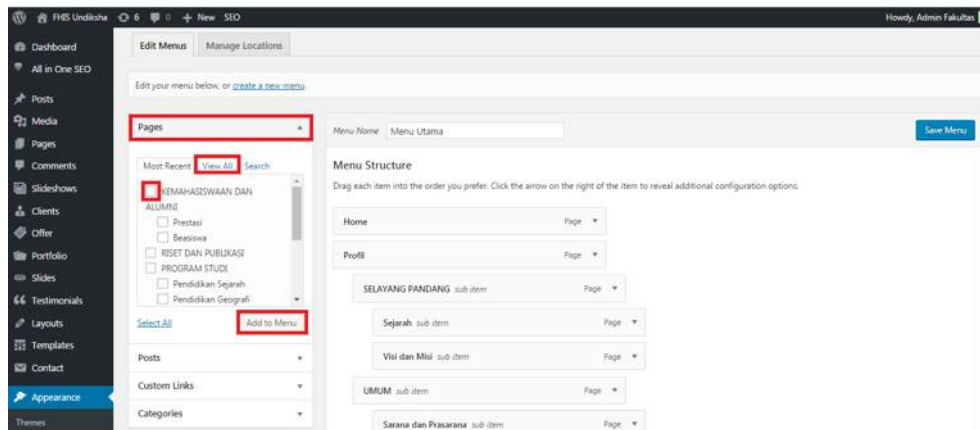 FHIS Undiksha 6 0 + New SEO Howdy, Admin Fakultas
Dashboard
All in One SEO
Posts
Media
Pages
Comments
Slideshows
Clients
Offer
Portfolio
Slides
Testimonials
Layouts
Templates
Contact
Appearance
Themes
Edit Menus Manage Locations
Edit your menu below, or create a new menu.
Pages
Most Recent View All Search
KEMAHASISWAAN DAN
ALUMNI
Prestasi
Beasiswa
RISET DAN PUBLIKASI
PROGRAM STUDI
Pendidikan Sejarah
Pendidikan Geografi
Select All Add to Menu
Posts
Custom Links
Categories
Menu Name Menu Utama Save Menu
Menu Structure
Drag each item into the order you prefer. Click the arrow on the right of the item to reveal additional configuration options.
Home Page
Profil Page
SELAYANG PANDANG sub item Page
Sejarah sub item Page
Visi dan Misi sub item Page
UMUM sub item Page
Sarana dan Prasarana sub item Page